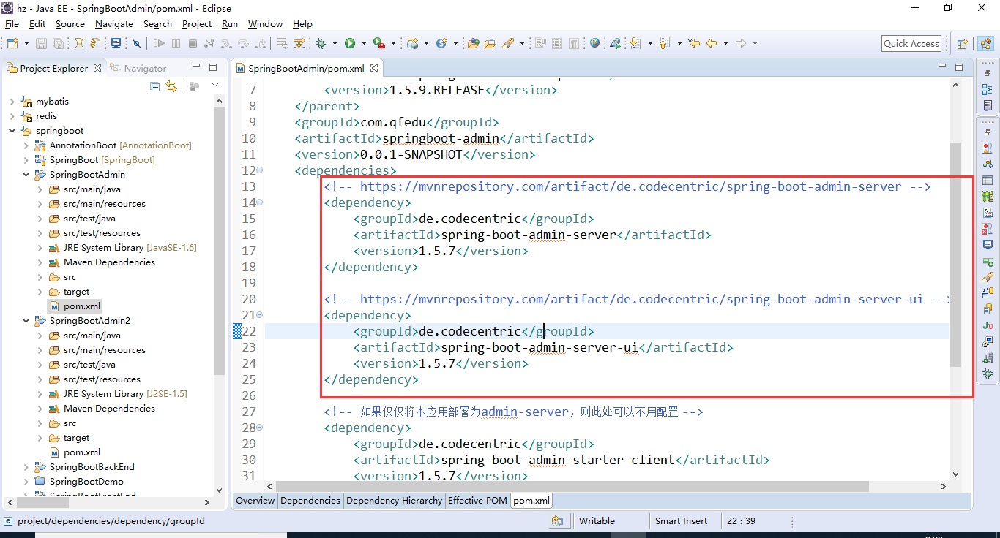 hz - Java EE - SpringBootAdmin/pom.xml - Eclipse
File Edit Source Navigate Search Project Run Window Help
Quick Access
Project Explorer
Navigator
mybatis
redis
springboot
AnnotationBoot [AnnotationBoot]
SpringBoot [SpringBoot]
SpringBootAdmin
src/main/java
src/main/resources
src/test/java
src/test/resources
JRE System Library [JavaSE-1.6]
Maven Dependencies
src
target
pom.xml
SpringBootAdmin2
src/main/java
src/main/resources
src/test/java
src/test/resources
JRE System Library [J2SE-1.5]
Maven Dependencies
src
target
pom.xml
SpringBootBackEnd
SpringBootDemo
SpringBootFrontEnd
SpringBootAdmin/pom.xml
7 <version>1.5.9.RELEASE</version>
8 </parent>
9 <groupId>com.qfedu</groupId>
10 <artifactId>springboot-admin</artifactId>
11 <version>0.0.1-SNAPSHOT</version>
12 <dependencies>
13 <!-- https://mvnrepository.com/artifact/de.codecentric/spring-boot-admin-server -->
14 <dependency>
15 <groupId>de.codecentric</groupId>
16 <artifactId>spring-boot-admin-server</artifactId>
17 <version>1.5.7</version>
18 </dependency>
19
20 <!-- https://mvnrepository.com/artifact/de.codecentric/spring-boot-admin-server-ui -->
21 <dependency>
22 <groupId>de.codecentric</groupId>
23 <artifactId>spring-boot-admin-server-ui</artifactId>
24 <version>1.5.7</version>
25 </dependency>
26
27 <!-- 如果仅仅将本应用部署为admin-server，则此处可以不用配置 -->
28 <dependency>
29 <groupId>de.codecentric</groupId>
30 <artifactId>spring-boot-admin-starter-client</artifactId>
31 <version>1.5.7</version>
Overview Dependencies Dependency Hierarchy Effective POM pom.xml
project/dependencies/dependency/groupId
Writable
Smart Insert
22 : 39